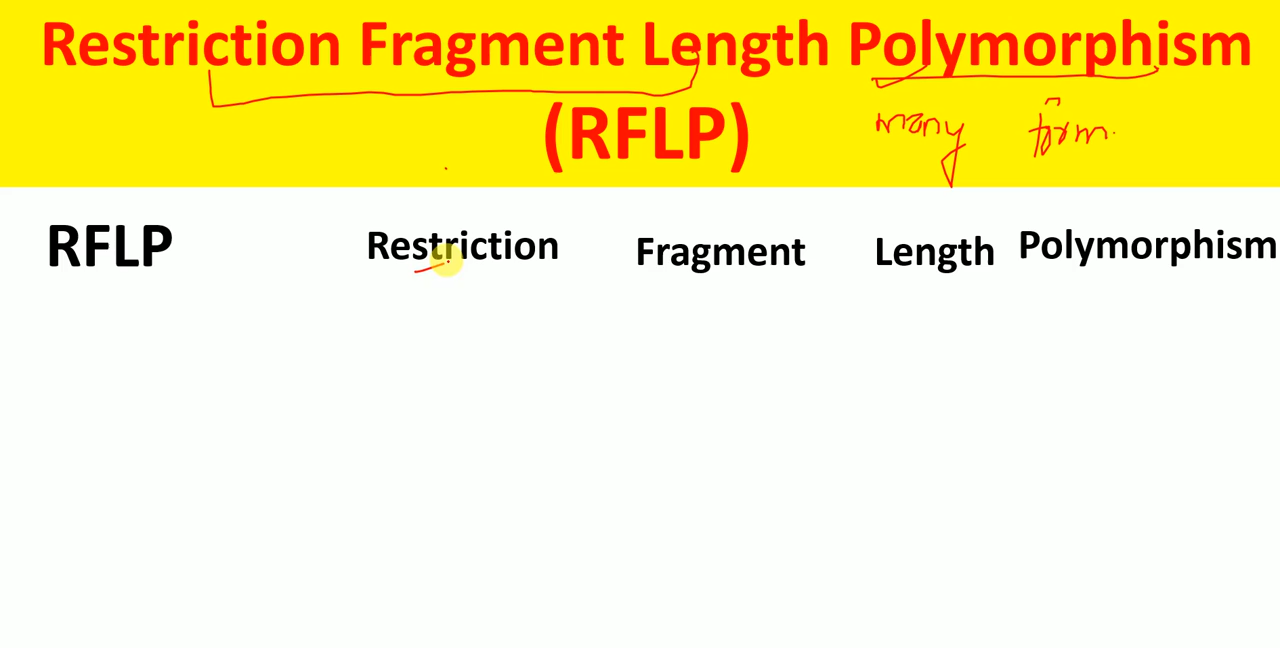 Restriction Fragment Length Polymorphism
(RFLP)
many form
RFLP Restriction Fragment Length Polymorphism